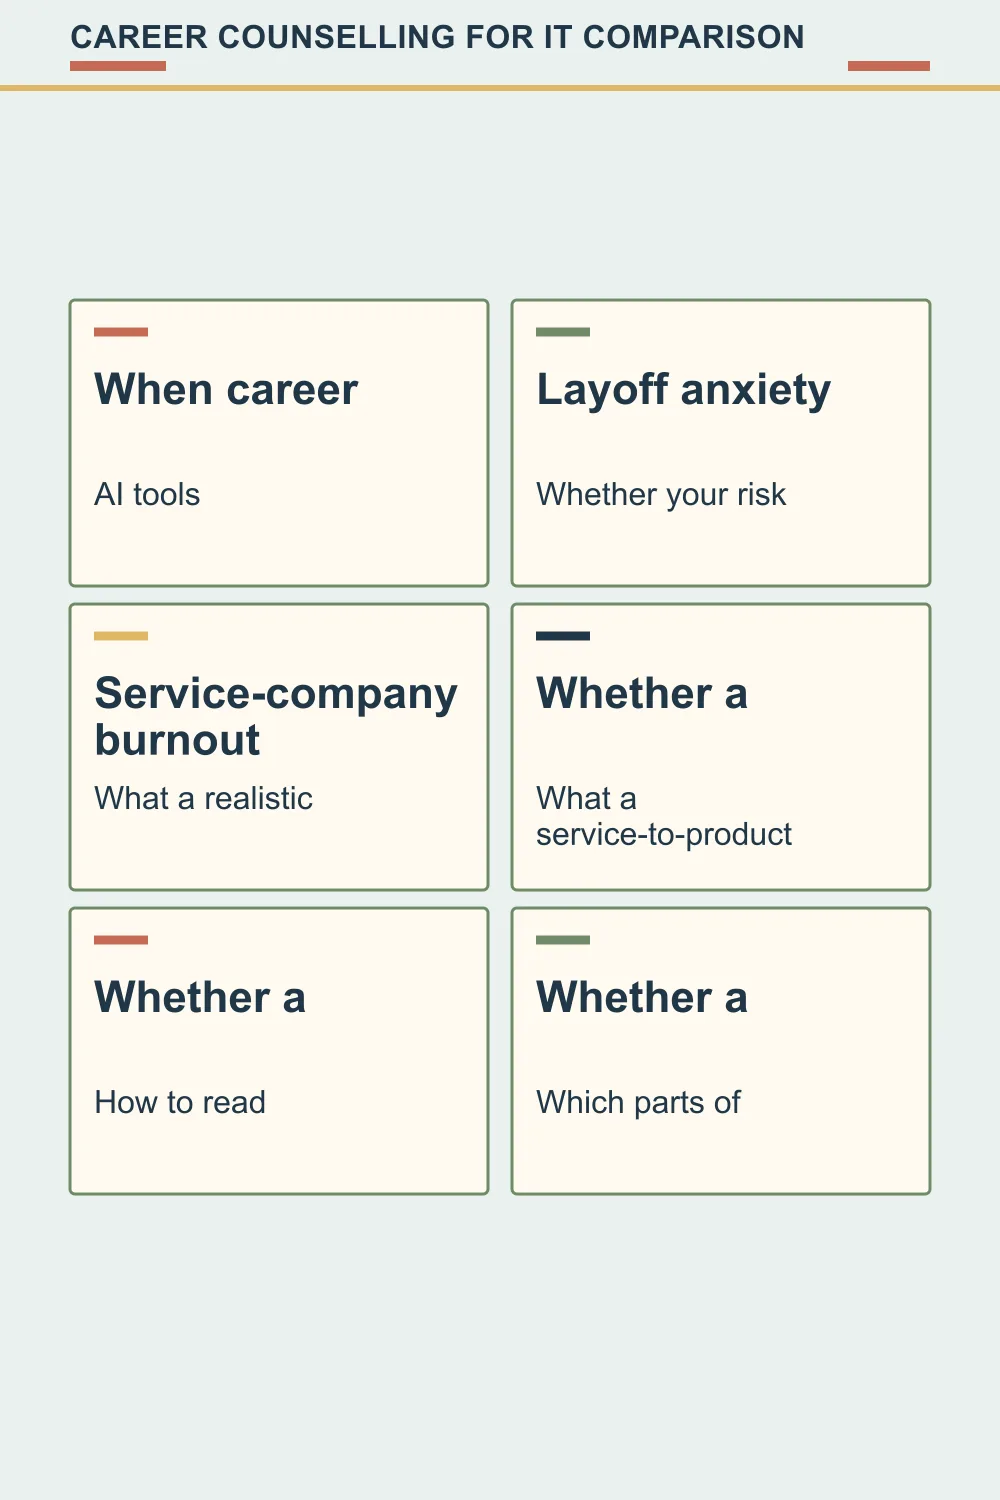 CAREER COUNSELLING FOR IT COMPARISON
When career
AI tools
Layoff anxiety
Whether your risk
Service-company
burnout
What a realistic
Whether a
What a
service-to-product
Whether a
How to read
Whether a
Which parts of